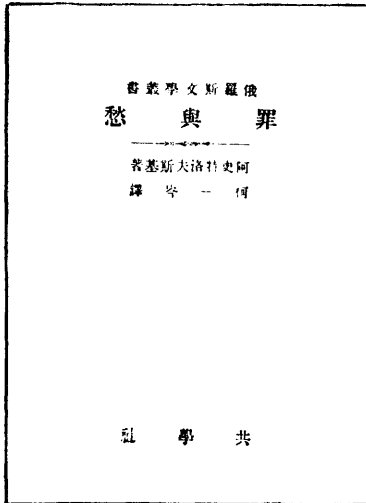 俄羅斯文學叢書
罪與愁
阿史特洛夫斯基著
柯一岑譯
共學社